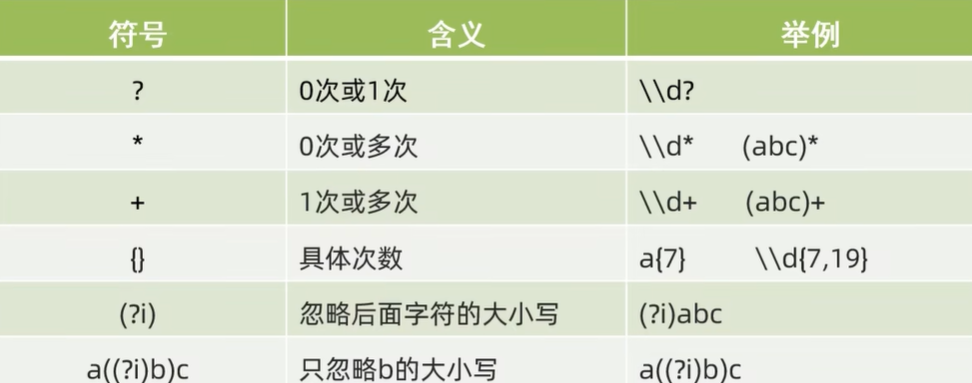 符号 含义 举例
? 0次或1次 \\d?
* 0次或多次 \\d* (abc)*
+ 1次或多次 \\d+ (abc)+
{} 具体次数 a{7} \\d{7,19}
(?i) 忽略后面字符的大小写 (?i)abc
a((?i)b)c 只忽略b的大小写 a((?i)b)c